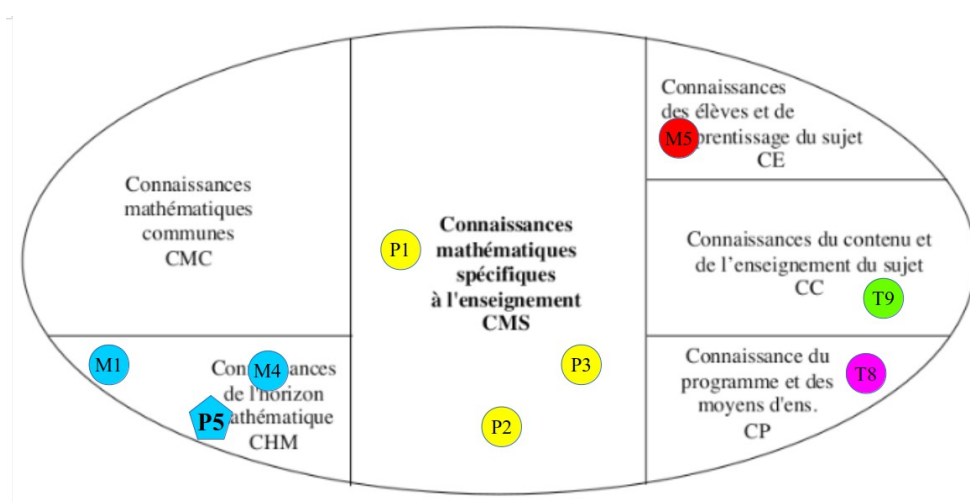 Connaissances
mathématiques
communes
CMC
M1
M4
Con ances
de l'horizon
P5
athématique
CHM
P1
Connaissances
mathématiques
spécifiques
à l'enseignement
CMS
P3
P2
Connaissances
des élèves et de
M5 prentissage du sujet
CE
Connaissances du contenu et
de l'enseignement du sujet
CC
T9
Connaissance du
programme et des
moyens d'ens.
CP
T8